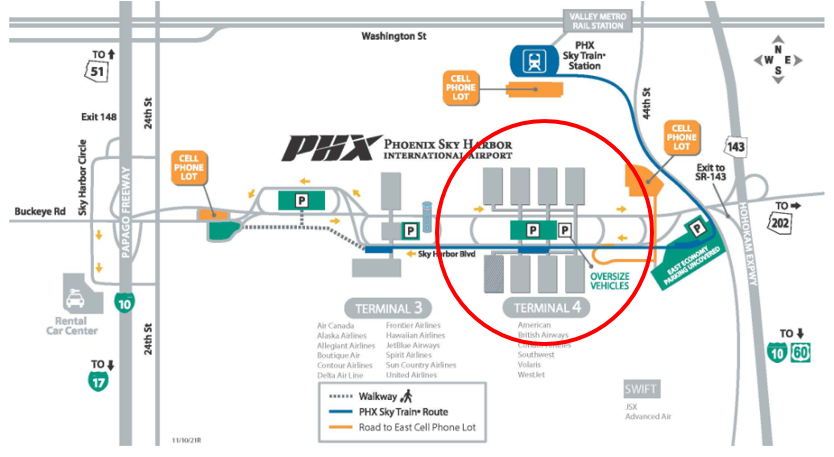 VALLEY METRO
RAIL STATION
Washington St
PHX
Sky Train•
Station
N
W
E
S
TO
51
CELL
PHONE
LOT
44th St
24th St
Exit 148
Sky Harbor Circle
CELL
PHONE
LOT
143
PHX
PHOENIX SKY HARBOR
INTERNATIONAL AIRPORT
CELL
PHONE
LOT
Exit to
SR-143
P
Buckeye Rd
PAPAGO FREEWAY
TO
202
P
P
P
P
HOHOKAM EXPWY
Sky Harbor Blvd
EAST ECONOMY
PARKING UNCOVERED
OVERSIZE
VEHICLES
10
Rental
Car Center
24th St
TERMINAL 3
TERMINAL 4
Air Canada
Alaska Airlines
Allegiant Airlines
Boutique Air
Contour Airlines
Delta Air Line
Frontier Airlines
Hawaiian Airlines
JetBlue Airways
Spirit Airlines
Sun Country Airlines
United Airlines
American
British Airways
Southwest
Volaris
WestJet
TO
10
60
TO
17
SWIFT
JSX
Advanced Air
Walkway
PHX Sky Train• Route
Road to East Cell Phone Lot
11/10/21R